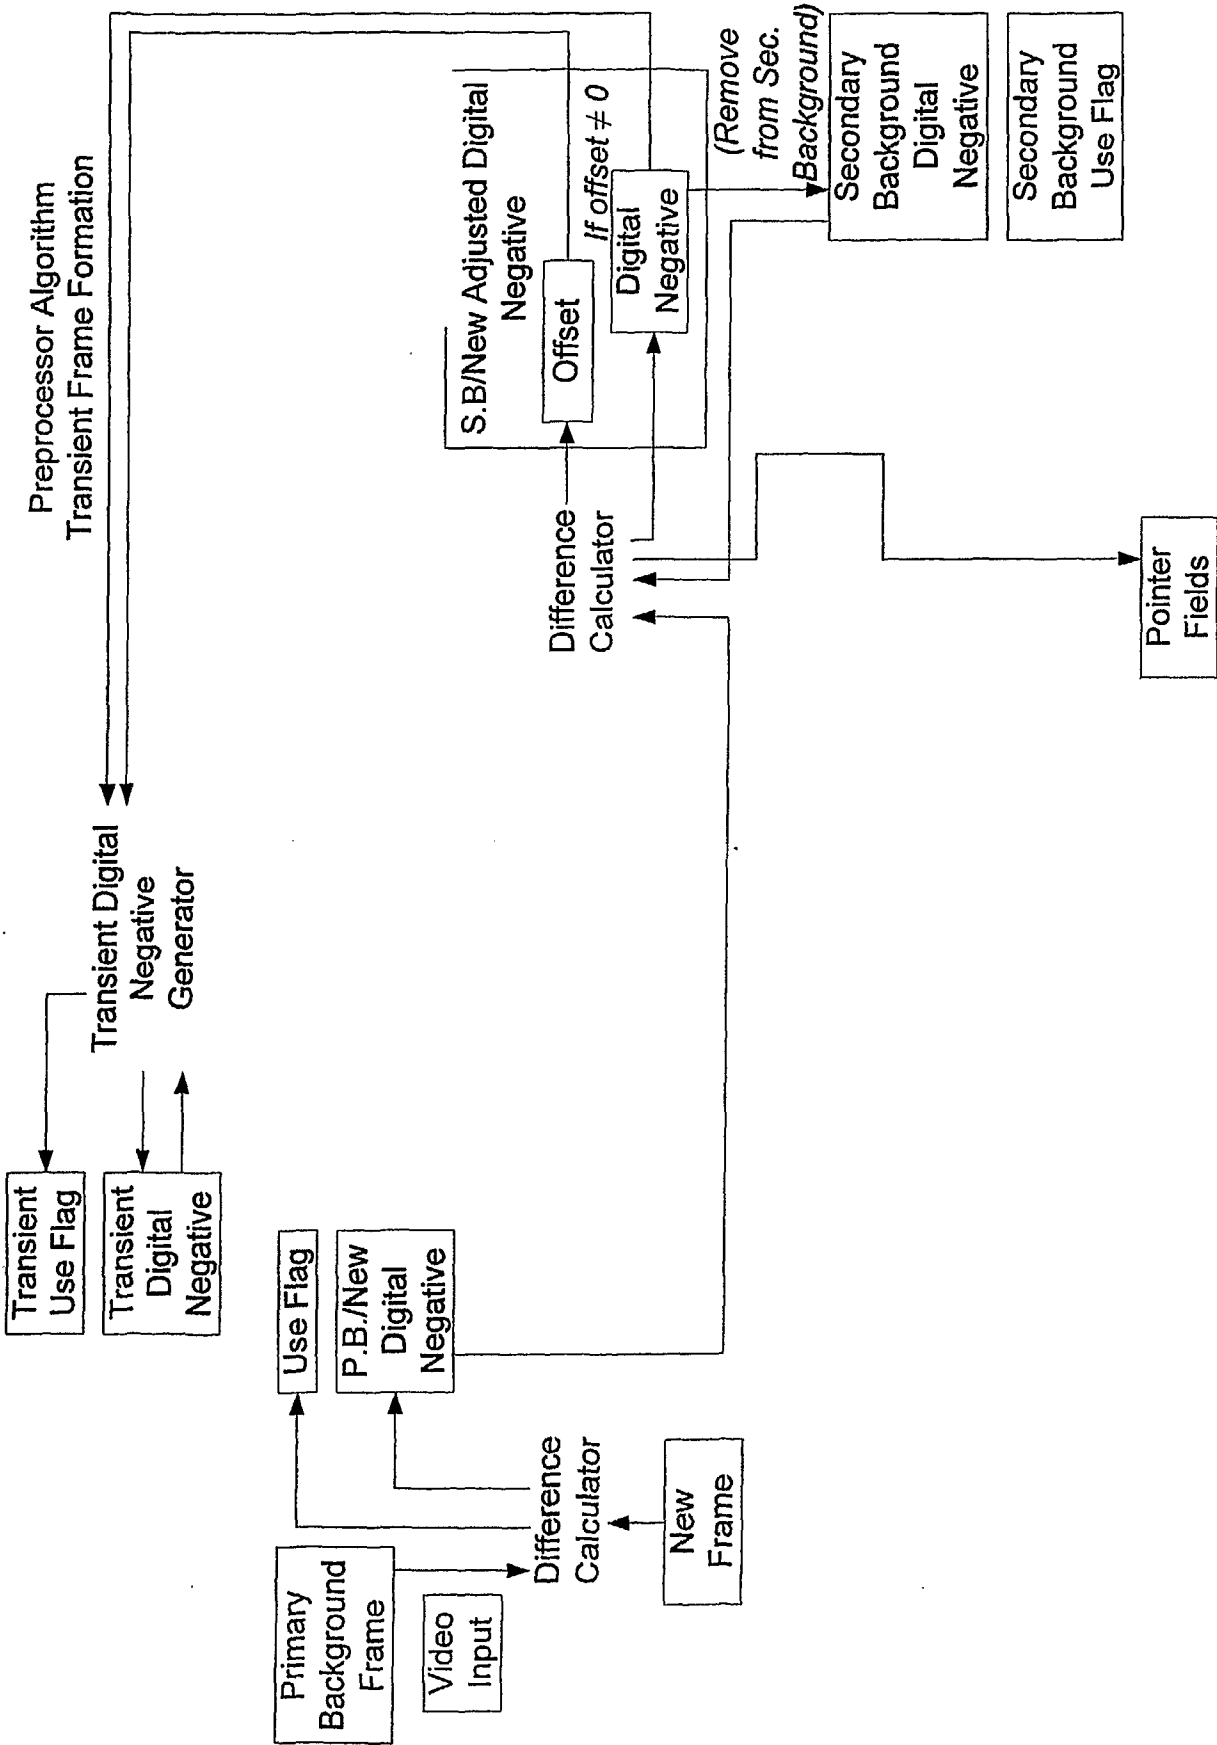 Preprocessor Algorithm
Transient Frame Formation
Transient
Use Flag
Transient
Digital
Negative
Transient Digital
Negative
Generator
Use Flag
P.B./New
Digital
Negative
Primary
Background
Frame
Video
Input
Difference
Calculator
New
Frame
S.B/New Adjusted Digital
Negative
Offset
If offset ≠ 0
Digital
Negative
Difference
Calculator
(Remove
from Sec.
Background)
Secondary
Background
Digital
Negative
Secondary
Background
Use Flag
Pointer
Fields